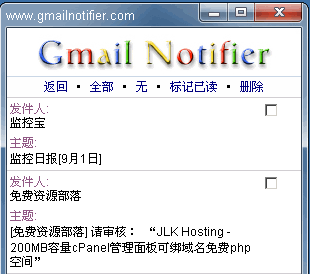 www.gmailnotifier.com
Gmail Notifier
返回 • 全部 • 无 • 标记已读 • 删除
发件人:
监控宝
主题:
监控日报[9月1日]
发件人:
免费资源部落
主题:
[免费资源部落] 请审核： “JLK Hosting -
200MB容量cPanel管理面板可绑域名免费php
空间”